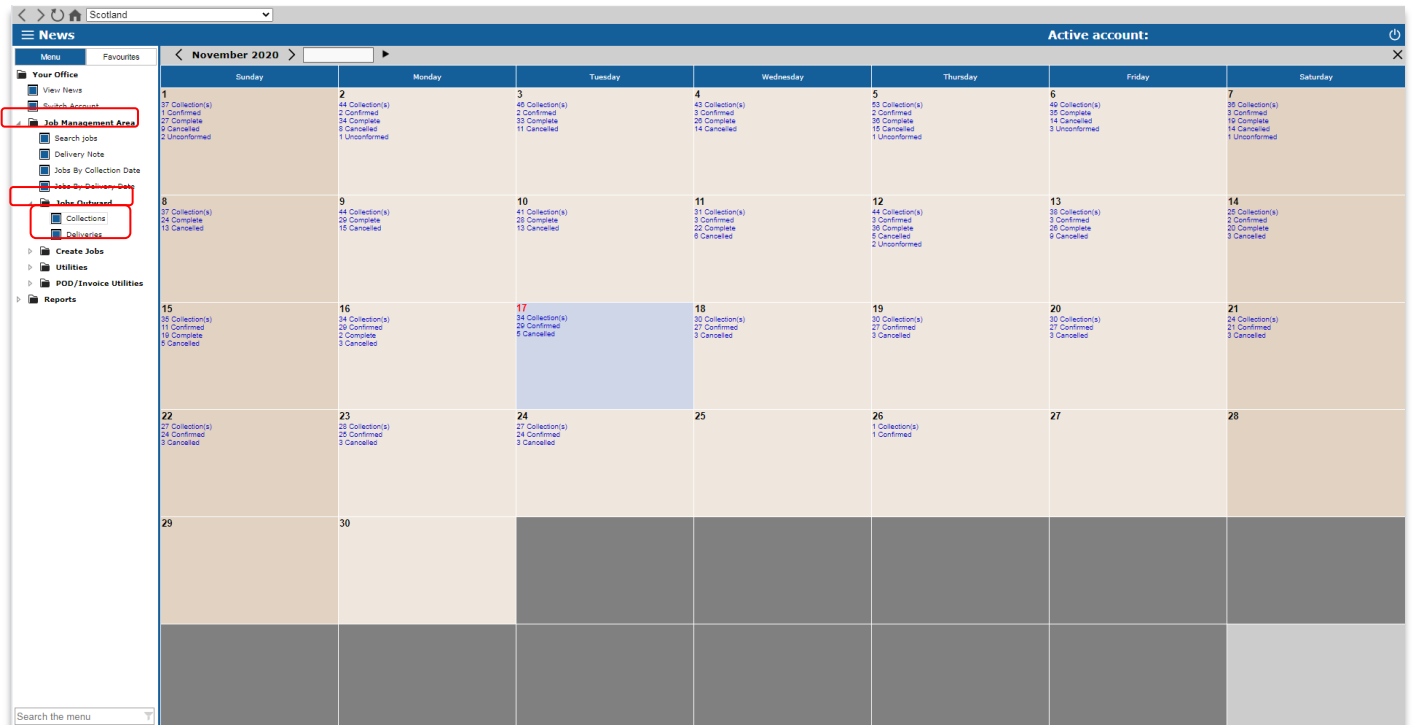 Scotland
News
Active account:
Menu
Favourites
November 2020
Your Office
View News
Switch Account
Job Management Area
Search jobs
Delivery Note
Jobs By Collection Date
Jobs By Delivery Date
Jobs Outward
Collections
Deliveries
Create Jobs
Utilities
POD/Invoice Utilities
Reports
Search the menu
Sunday
Monday
Tuesday
Wednesday
Thursday
Friday
Saturday
1
37 Collection(s)
1 Confirmed
27 Complete
9 Cancelled
2 Unconformed
2
44 Collection(s)
2 Confirmed
34 Complete
8 Cancelled
1 Unconformed
3
46 Collection(s)
2 Confirmed
33 Complete
11 Cancelled
4
43 Collection(s)
3 Confirmed
26 Complete
14 Cancelled
5
53 Collection(s)
2 Confirmed
36 Complete
15 Cancelled
1 Unconformed
6
49 Collection(s)
35 Complete
14 Cancelled
3 Unconformed
7
36 Collection(s)
3 Confirmed
19 Complete
14 Cancelled
1 Unconformed
8
37 Collection(s)
24 Complete
13 Cancelled
9
44 Collection(s)
29 Complete
15 Cancelled
10
41 Collection(s)
28 Complete
13 Cancelled
11
31 Collection(s)
3 Confirmed
22 Complete
6 Cancelled
12
44 Collection(s)
3 Confirmed
36 Complete
5 Cancelled
2 Unconformed
13
38 Collection(s)
3 Confirmed
26 Complete
9 Cancelled
14
25 Collection(s)
2 Confirmed
20 Complete
3 Cancelled
15
35 Collection(s)
11 Confirmed
19 Complete
5 Cancelled
16
34 Collection(s)
29 Confirmed
2 Complete
3 Cancelled
17
34 Collection(s)
29 Confirmed
5 Cancelled
18
30 Collection(s)
27 Confirmed
3 Cancelled
19
30 Collection(s)
27 Confirmed
3 Cancelled
20
30 Collection(s)
27 Confirmed
3 Cancelled
21
24 Collection(s)
21 Confirmed
3 Cancelled
22
27 Collection(s)
24 Confirmed
3 Cancelled
23
28 Collection(s)
25 Confirmed
3 Cancelled
24
27 Collection(s)
24 Confirmed
3 Cancelled
25
26
1 Collection(s)
1 Confirmed
27
28
29
30